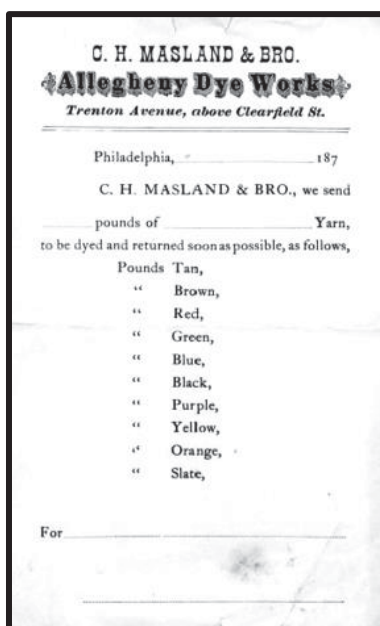 C. H. MASLAND & BRO.
Allegheny Dye Works
Trenton Avenue, above Clearfield St.
Philadelphia, 187
C. H. MASLAND & BRO., we send
pounds of Yarn,
to be dyed and returned soon as possible, as follows,
Pounds Tan,
“ Brown,
“ Red,
“ Green,
“ Blue,
“ Black,
“ Purple,
“ Yellow,
“ Orange,
“ Slate,
For